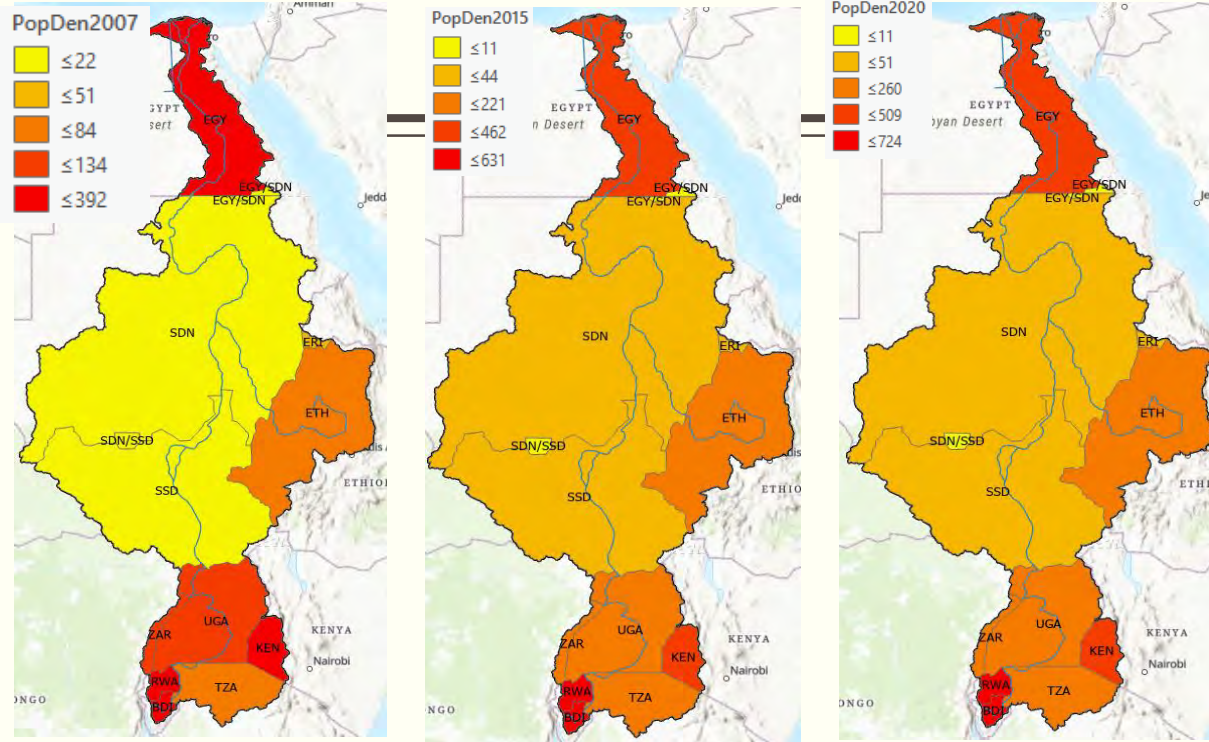 PopDen2007
≤22
≤51
≤84
≤134
≤392
Amman
EGYPT
EGY
EGY/SDN
EGY/SDN
Jedd
SDN
ERI
ETH
SDN/SSD
SSD
ETHIO
ZAR
UGA
KEN
KENYA
Nairobi
RWA
BDI
TZA
ONGO
PopDen2015
≤11
≤44
≤221
≤462
≤631
EGYPT
n Desert
EGY
EGY/SDN
EGY/SDN
Jedd
SDN
ERI
ETH
SDN/SSD
SSD
ETHIO
ZAR
UGA
KEN
KENYA
Nairobi
RWA
BDI
TZA
ONGO
PopDen2020
≤11
≤51
≤260
≤509
≤724
EGYPT
byan Desert
EGY
EGY/SDN
EGY/SDN
Je
SDN
ERI
ETH
SDN/SSD
SSD
ETHI
ZAR
UGA
KEN
KENYA
Nairobi
RWA
BDI
TZA
ONGO